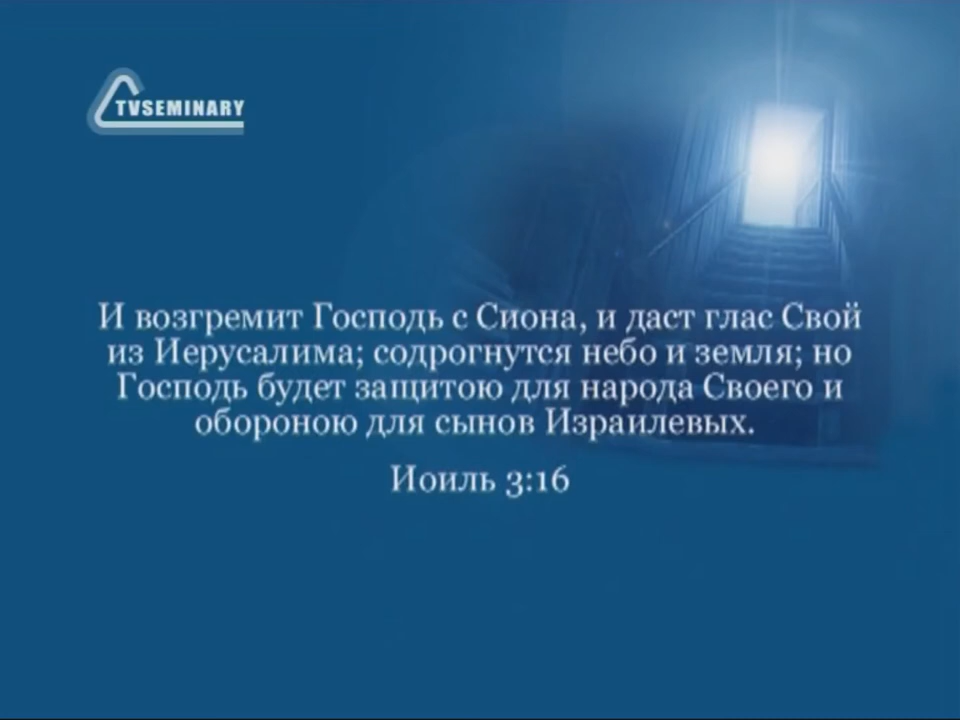 TVSEMINARY
И возгремит Господь с Сиона, и даст глас Свой
из Иерусалима; содрогнутся небо и земля; но
Господь будет защитою для народа Своего и
обороною для сынов Израилевых.
Иоиль 3:16